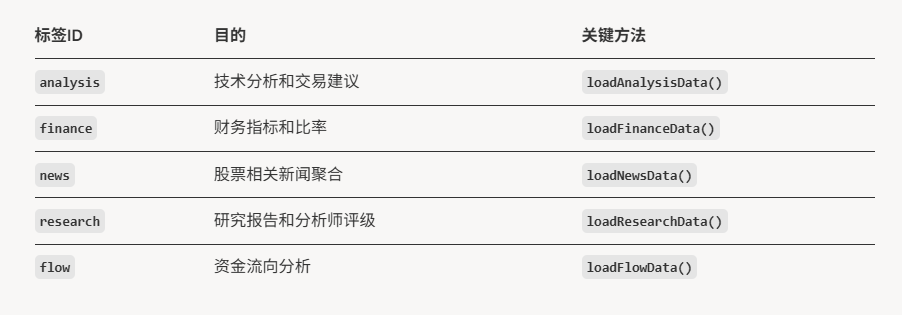 标签ID 目的 关键方法
analysis 技术分析和交易建议 loadAnalysisData()
finance 财务指标和比率 loadFinanceData()
news 股票相关新闻聚合 loadNewsData()
research 研究报告和分析师评级 loadResearchData()
flow 资金流向分析 loadFlowData()